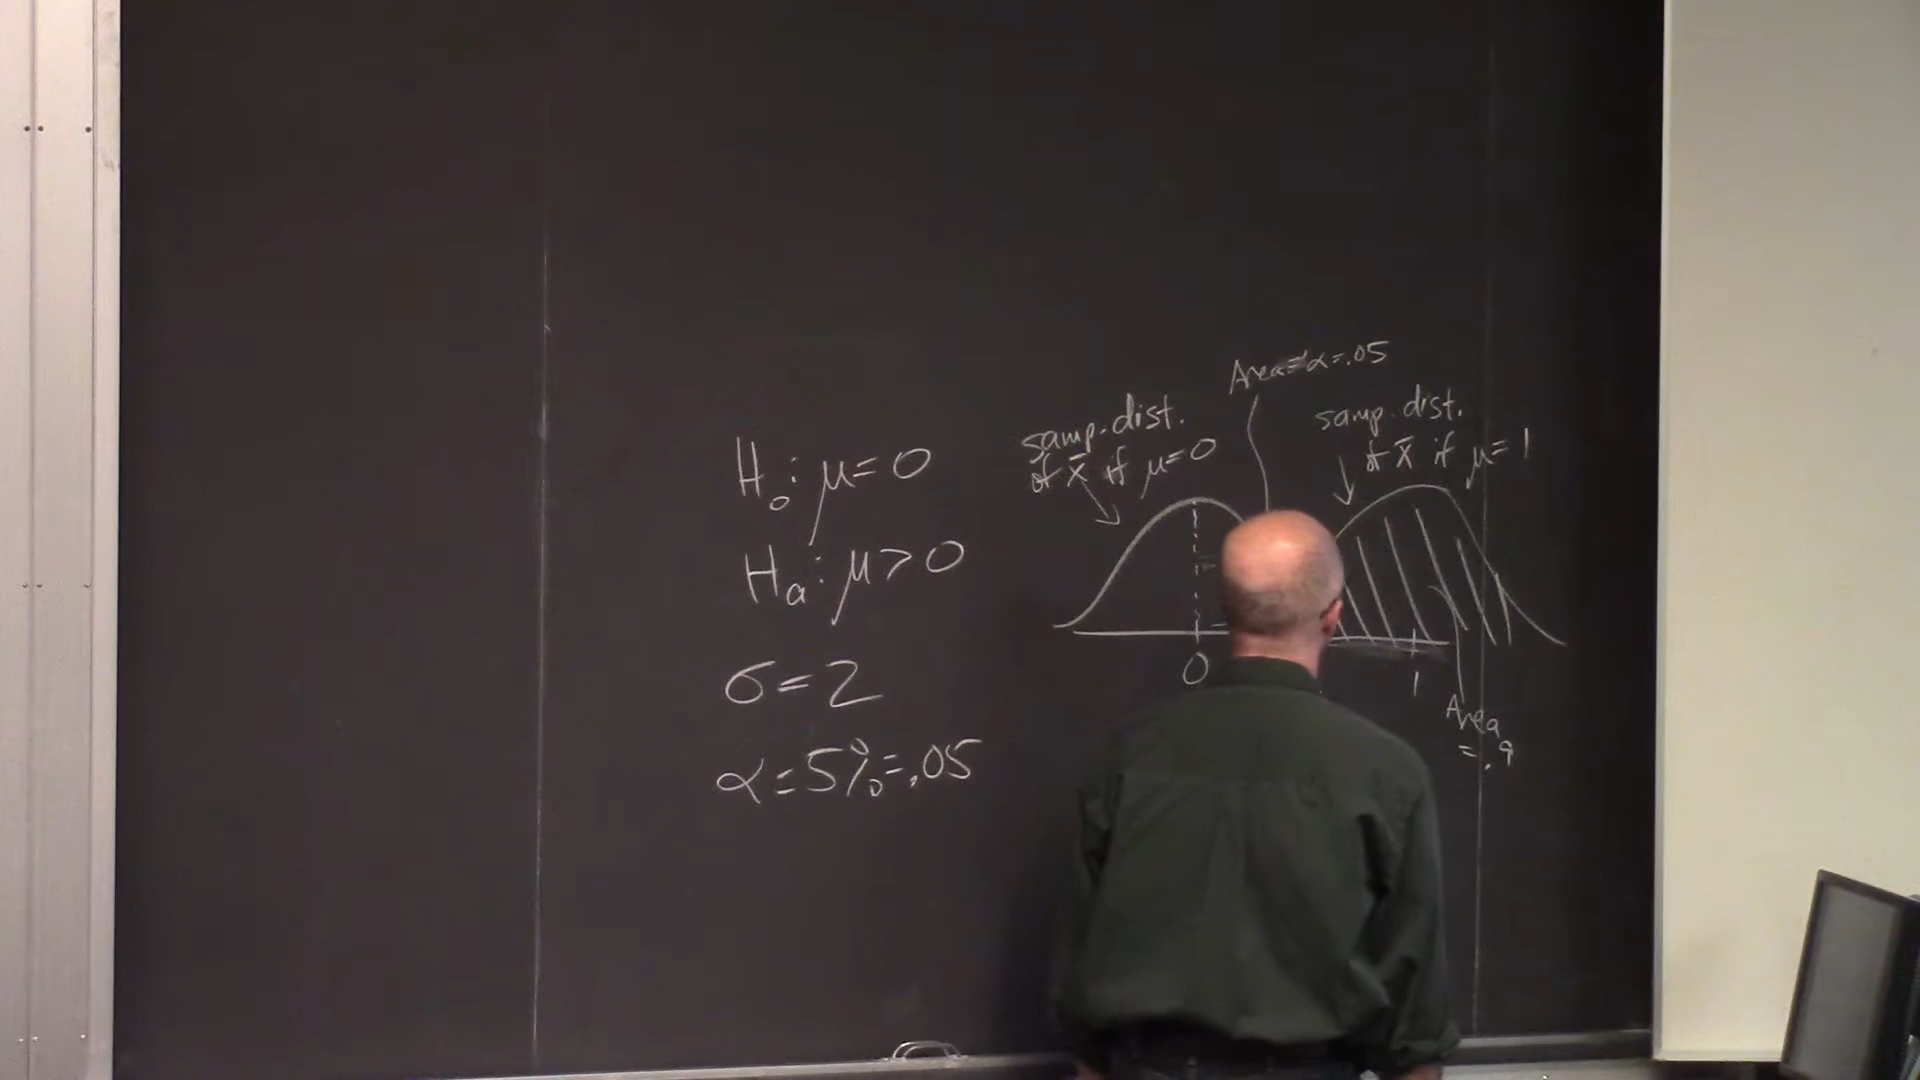 H₀: μ = 0
Hₐ: μ > 0
σ = 2
α = 5% = .05
samp. dist.
of x̄ if μ = 0
Area = α = .05
samp. dist.
of x̄ if μ = 1
0
1
Area
= .9